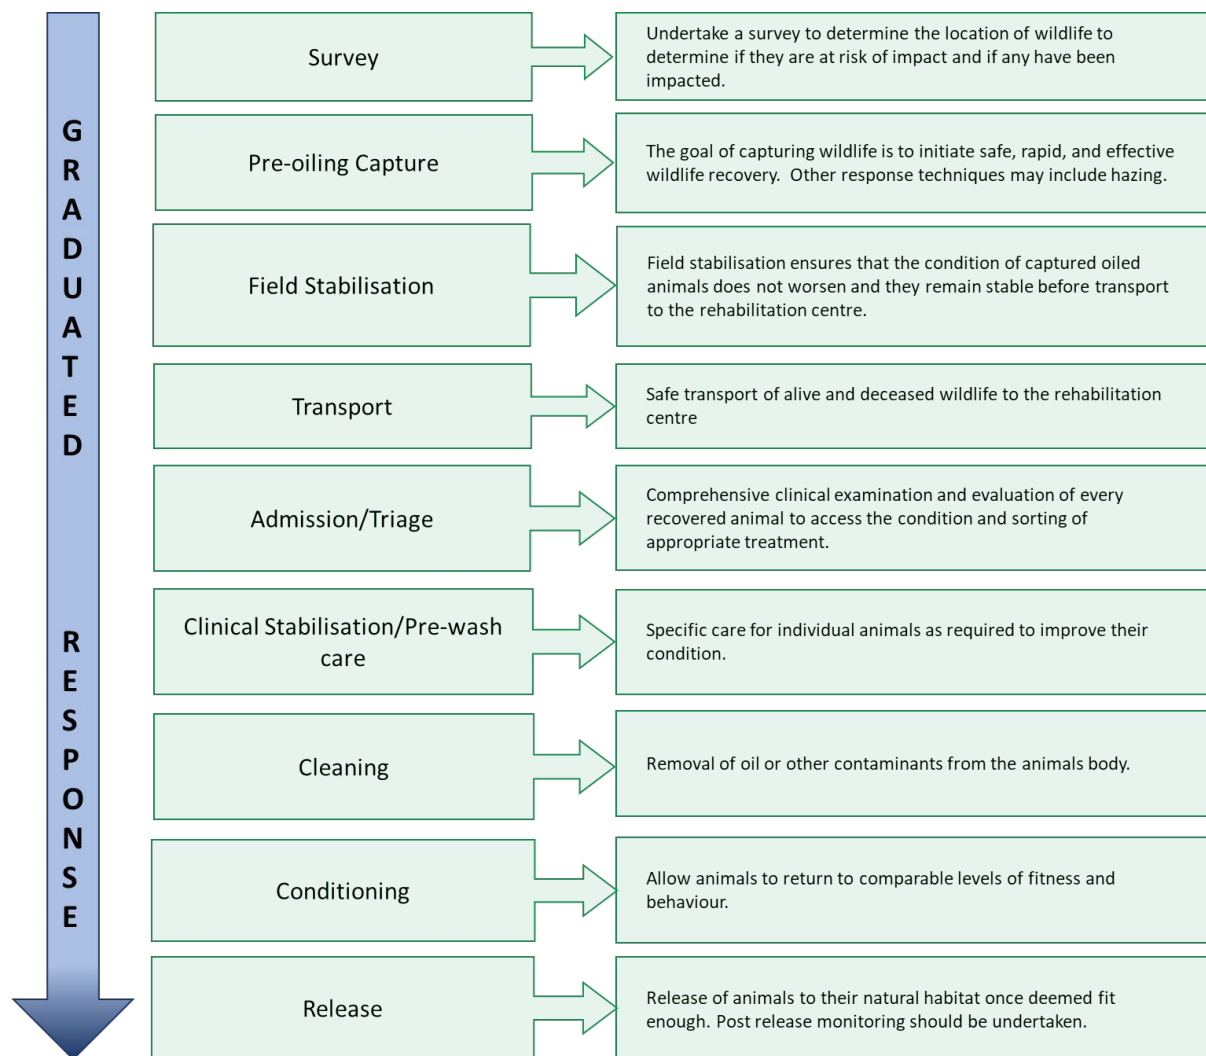 GRADUATED
RESPONSE
Survey
Undertake a survey to determine the location of wildlife to
determine if they are at risk of impact and if any have been
impacted.
Pre-oiling Capture
The goal of capturing wildlife is to initiate safe, rapid, and effective
wildlife recovery.  Other response techniques may include hazing.
Field Stabilisation
Field stabilisation ensures that the condition of captured oiled
animals does not worsen and they remain stable before transport
to the rehabilitation centre.
Transport
Safe transport of alive and deceased wildlife to the rehabilitation
centre
Admission/Triage
Comprehensive clinical examination and evaluation of every
recovered animal to access the condition and sorting of
appropriate treatment.
Clinical Stabilisation/Pre-wash
care
Specific care for individual animals as required to improve their
condition.
Cleaning
Removal of oil or other contaminants from the animals body.
Conditioning
Allow animals to return to comparable levels of fitness and
behaviour.
Release
Release of animals to their natural habitat once deemed fit
enough. Post release monitoring should be undertaken.